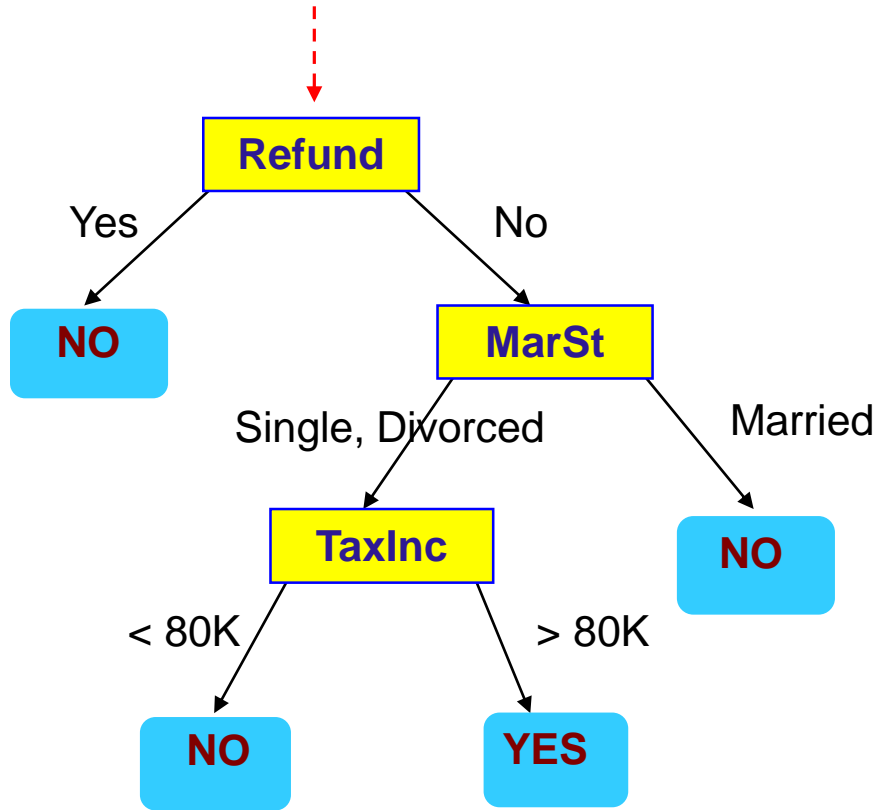 Refund
Yes
No
NO
MarSt
Single, Divorced
Married
TaxInc
NO
< 80K
> 80K
NO
YES